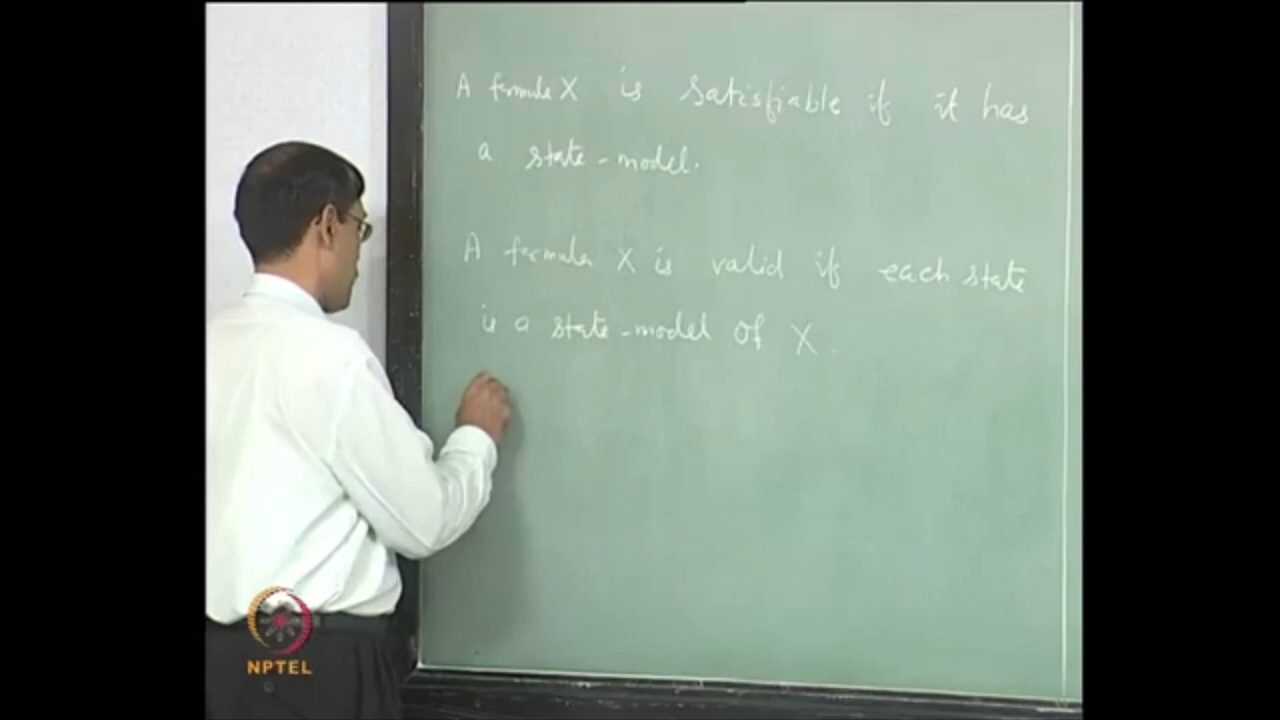 A formula X is satisfiable if it has
a state-model.
A formula X is valid if each state
is a state-model of X.
NPTEL